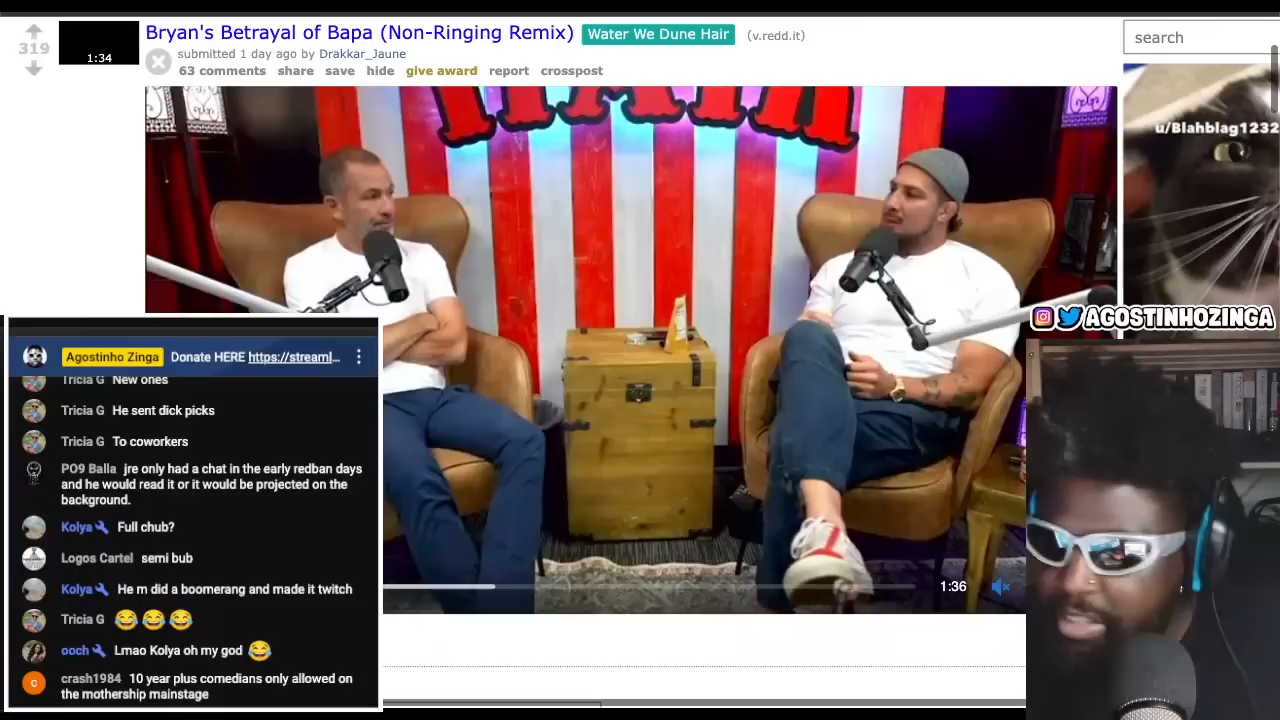 Bryan's Betrayal of Bapa (Non-Ringing Remix) Water We Dune Hair (v.redd.it)
319
1:34
submitted 1 day ago by Drakkar_Jaune
63 comments share save hide give award report crosspost
search
u/Blahblag1232
AGOSTINHOZINGA
Agostinho Zinga Donate HERE https://streaml...
Tricia G New ones
Tricia G He sent dick picks
Tricia G To coworkers
PO9 Balla jre only had a chat in the early redban days
and he would read it or it would be projected on the
background.
Kolya Full chub?
Logos Cartel semi bub
Kolya He m did a boomerang and made it twitch
Tricia G 😂😂😂
ooch Lmao Kolya oh my god 😂
C crash1984 10 year plus comedians only allowed on
the mothership mainstage
1:36